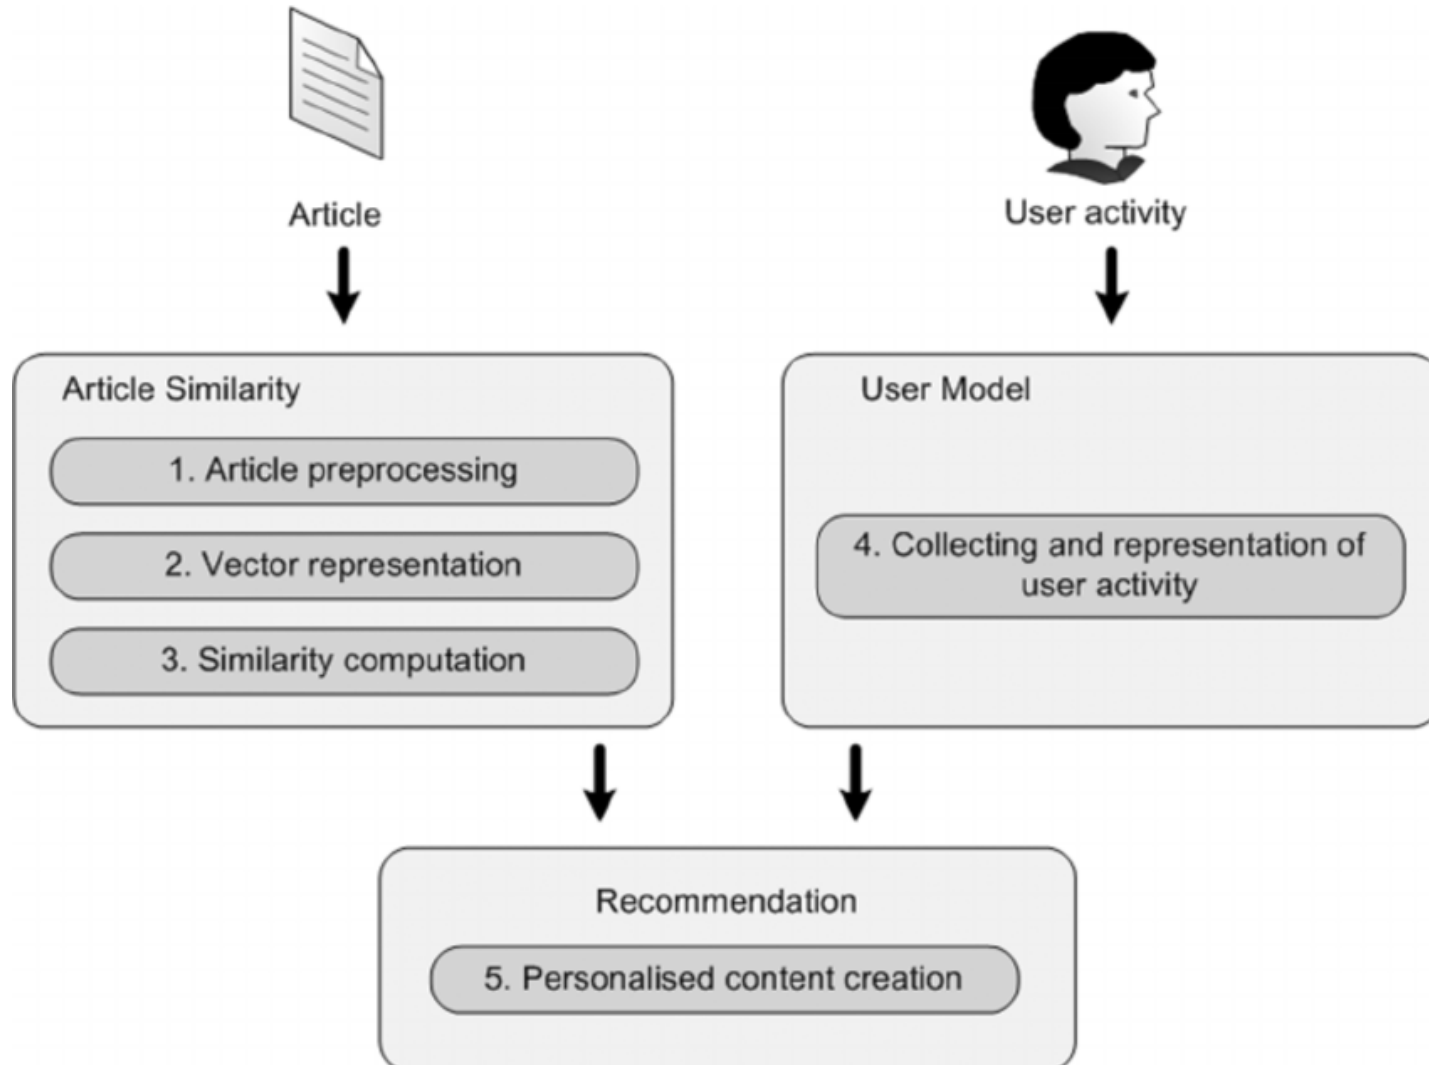 Article
User activity
Article Similarity
1. Article preprocessing
2. Vector representation
3. Similarity computation
User Model
4. Collecting and representation of
user activity
Recommendation
5. Personalised content creation